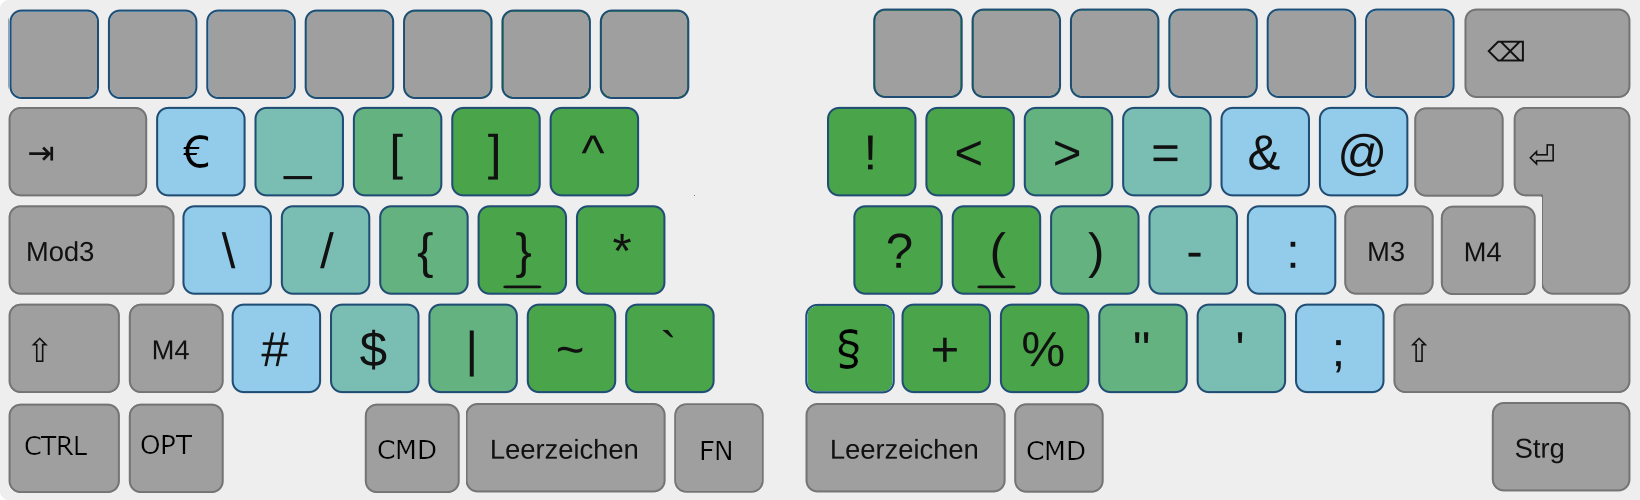 ⌫
⇥ € _ [ ] ^ ! < > = & @ ⏎
Mod3 \ / { } * ? ( ) - : M3 M4
⇧ M4 # $ | ~ ` § + % " ' ; ⇧
CTRL OPT CMD Leerzeichen FN Leerzeichen CMD Strg